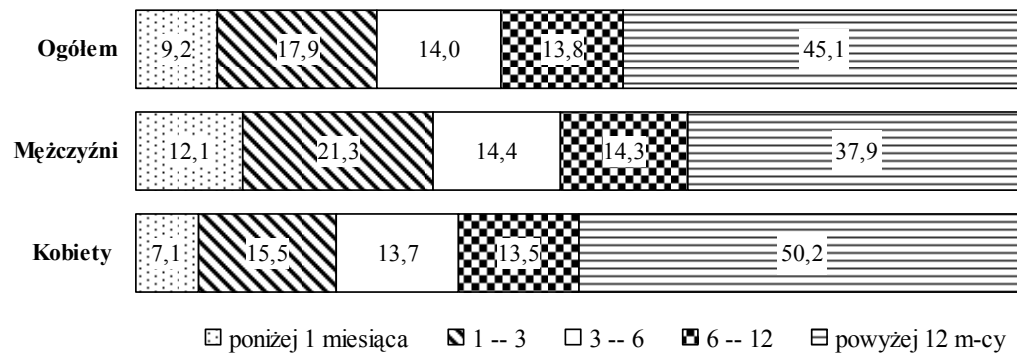 Ogółem 9,2 17,9 14,0 13,8 45,1
Mężczyźni 12,1 21,3 14,4 14,3 37,9
Kobiety 7,1 15,5 13,7 13,5 50,2
poniżej 1 miesiąca 1 -- 3 3 -- 6 6 -- 12 powyżej 12 m-cy